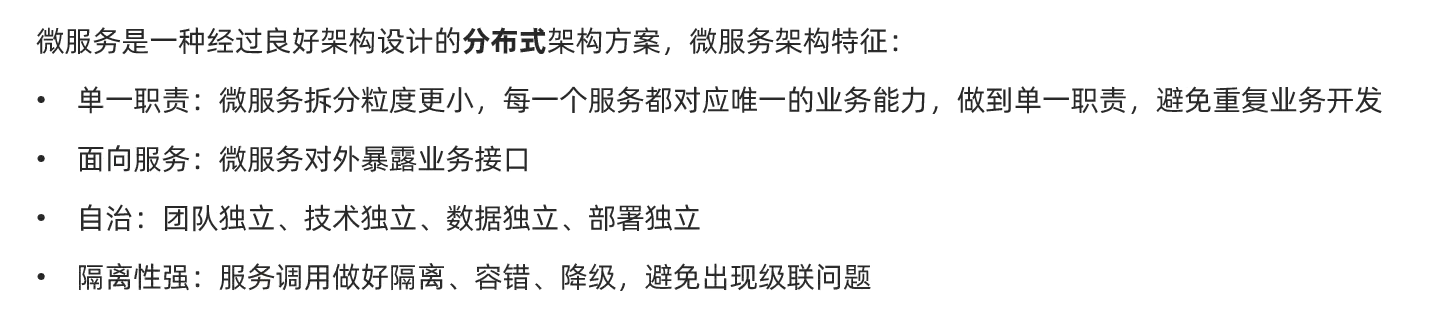 微服务是一种经过良好架构设计的分布式架构方案，微服务架构特征：
• 单一职责：微服务拆分粒度更小，每一个服务都对应唯一的业务能力，做到单一职责，避免重复业务开发
• 面向服务：微服务对外暴露业务接口
• 自治：团队独立、技术独立、数据独立、部署独立
• 隔离性强：服务调用做好隔离、容错、降级，避免出现级联问题